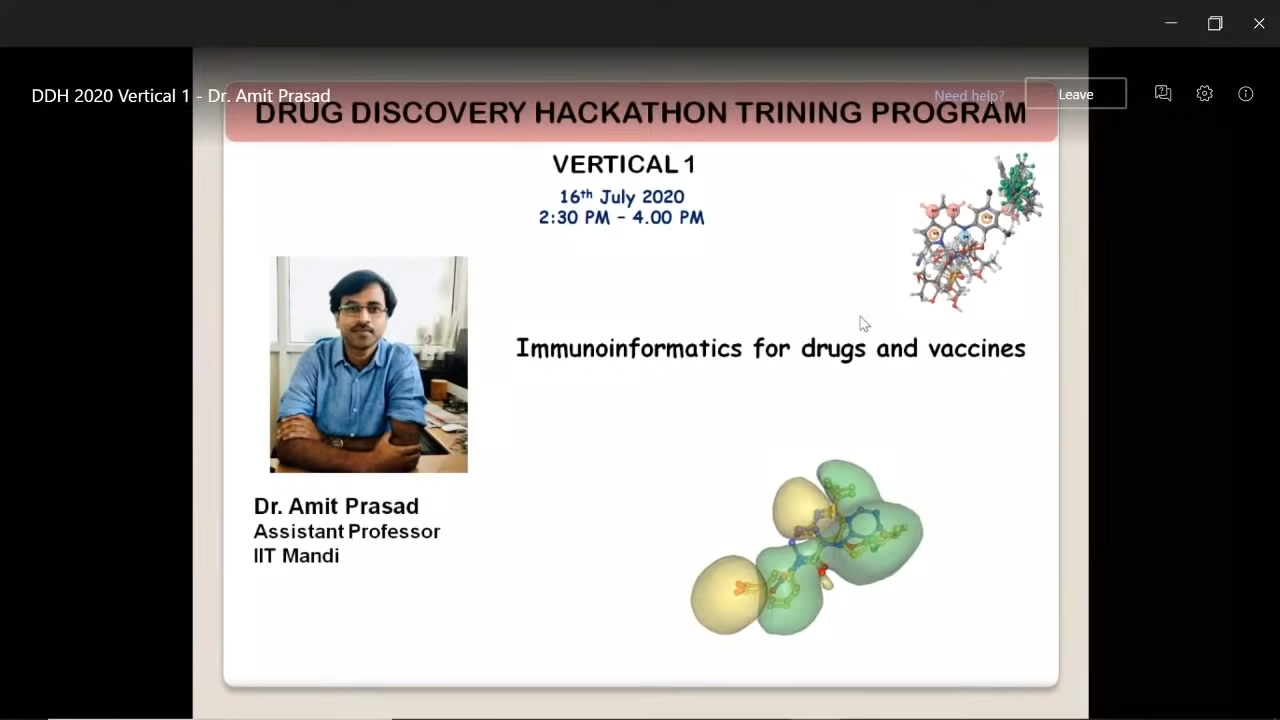 DDH 2020 Vertical 1 - Dr. Amit Prasad
Need help?
Leave
DRUG DISCOVERY HACKATHON TRINING PROGRAM
VERTICAL 1
16th July 2020
2:30 PM – 4.00 PM
Immunoinformatics for drugs and vaccines
Dr. Amit Prasad
Assistant Professor
IIT Mandi